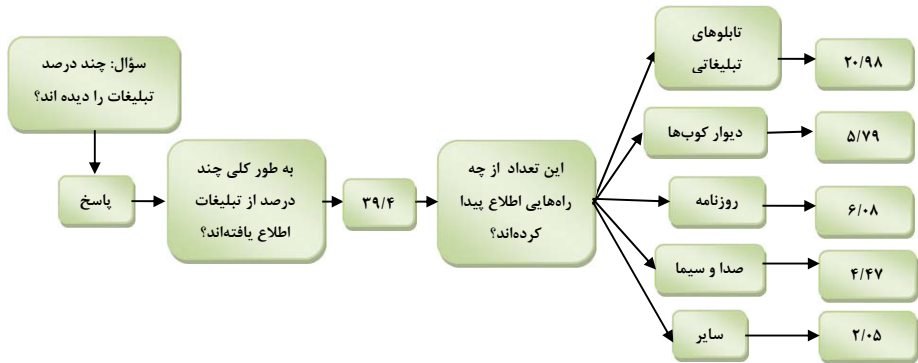 سؤال: چند درصد
تبلیغات را دیده اند؟
پاسخ
به طور کلی چند
درصد از تبلیغات
اطلاع یافته‌اند؟
۳۹/۴
این تعداد از چه
راه‌هایی اطلاع پیدا
کرده‌اند؟
تابلوهای
تبلیغاتی
۲۰/۹۸
دیوار کوب‌ها
۵/۷۹
روزنامه
۶/۰۸
صدا و سیما
۴/۴۷
سایر
۲/۰۵